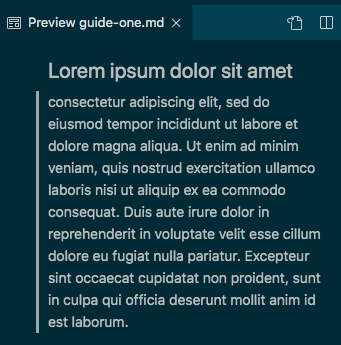 Preview guide-one.md
Lorem ipsum dolor sit amet
consectetur adipiscing elit, sed do
eiusmod tempor incididunt ut labore et
dolore magna aliqua. Ut enim ad minim
veniam, quis nostrud exercitation ullamco
laboris nisi ut aliquip ex ea commodo
consequat. Duis aute irure dolor in
reprehenderit in voluptate velit esse cillum
dolore eu fugiat nulla pariatur. Excepteur
sint occaecat cupidatat non proident, sunt
in culpa qui officia deserunt mollit anim id
est laborum.